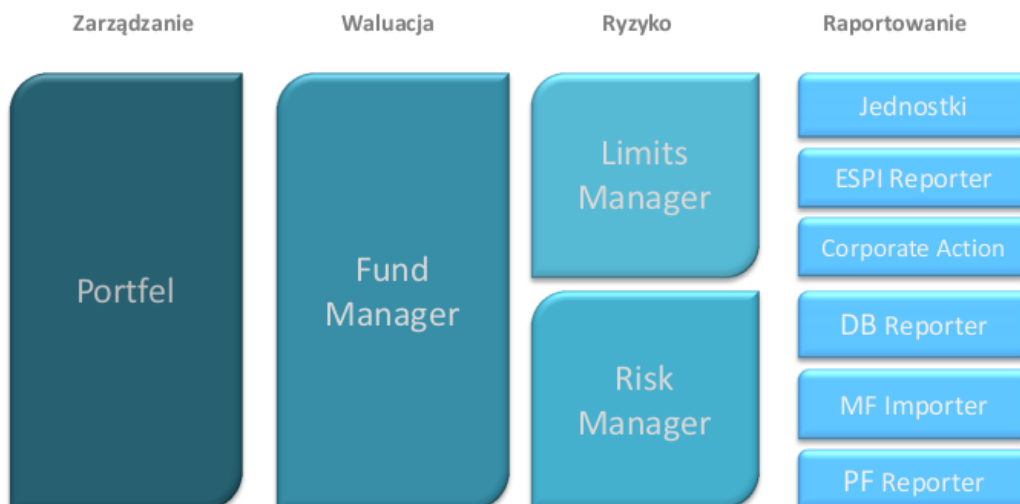 Zarządzanie
Waluacja
Ryzyko
Raportowanie
Portfel
Fund
Manager
Limits
Manager
Risk
Manager
Jednostki
ESPI Reporter
Corporate Action
DB Reporter
MF Importer
PF Reporter